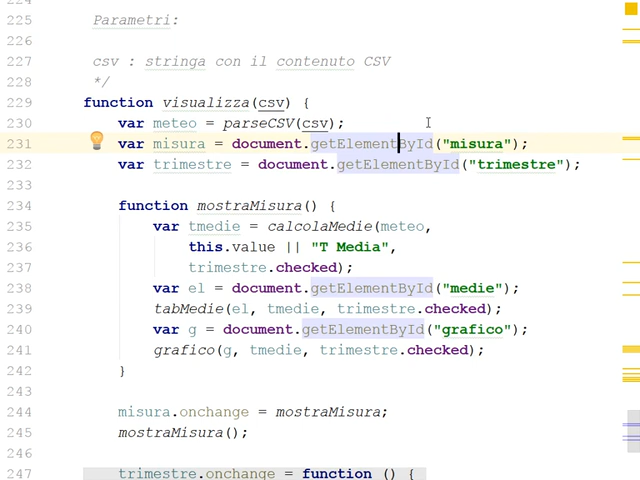 225 Parametri:
226
227 csv : stringa con il contenuto CSV
228 */
229 function visualizza(csv) {
230 var meteo = parseCSV(csv);
231 var misura = document.getElementById("misura");
232 var trimestre = document.getElementById("trimestre");
233
234 function mostraMisura() {
235 var tmedie = calcolaMedie(meteo,
236 this.value || "T Media",
237 trimestre.checked);
238 var el = document.getElementById("medie");
239 tabMedie(el, tmedie, trimestre.checked);
240 var g = document.getElementById("grafico");
241 grafico(g, tmedie, trimestre.checked);
242 }
243
244 misura.onchange = mostraMisura;
245 mostraMisura();
246
247 trimestre.onchange = function () {